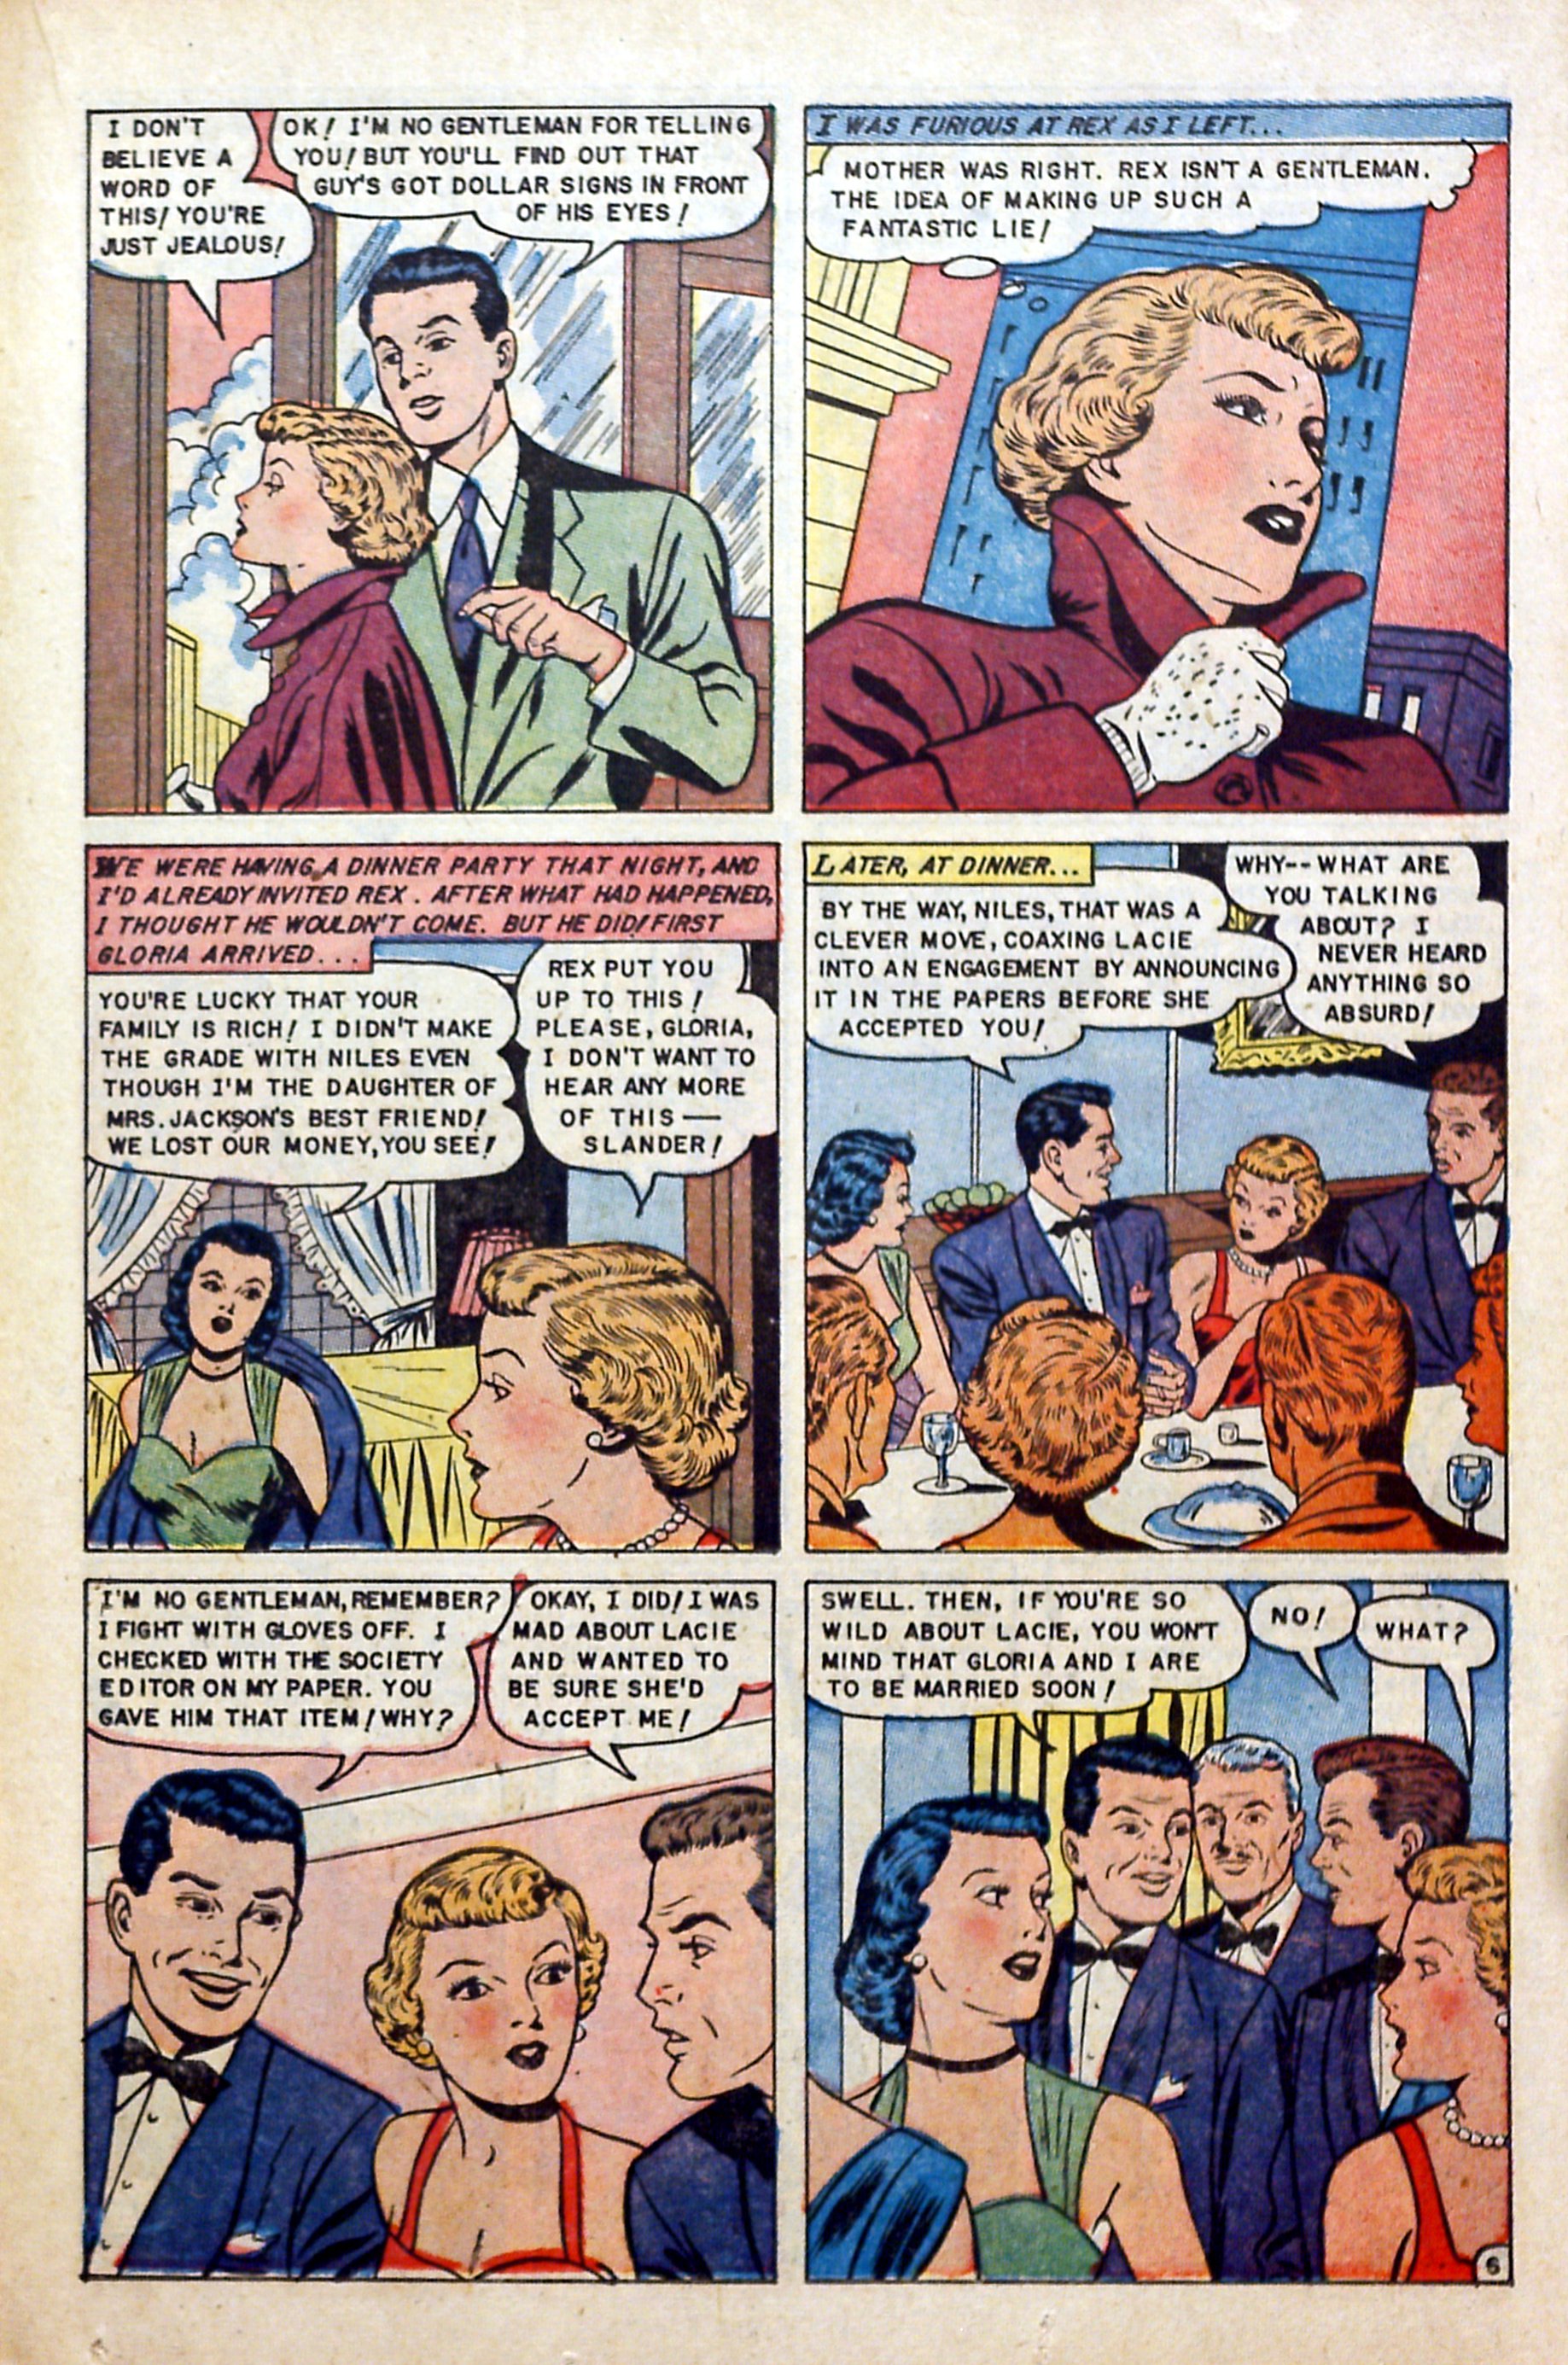 I DON'T
BELIEVE A
WORD OF
THIS! YOU'RE
JUST JEALOUS!
OK! I'M NO GENTLEMAN FOR TELLING
YOU! BUT YOU'LL FIND OUT THAT
GUY'S GOT DOLLAR SIGNS IN FRONT
OF HIS EYES!
I WAS FURIOUS AT REX AS I LEFT...
MOTHER WAS RIGHT. REX ISN'T A GENTLEMAN.
THE IDEA OF MAKING UP SUCH A
FANTASTIC LIE!
WE WERE HAVING A DINNER PARTY THAT NIGHT, AND
I'D ALREADY INVITED REX. AFTER WHAT HAD HAPPENED,
I THOUGHT HE WOULDN'T COME. BUT HE DID! FIRST
GLORIA ARRIVED...
YOU'RE LUCKY THAT YOUR
FAMILY IS RICH! I DIDN'T MAKE
THE GRADE WITH NILES EVEN
THOUGH I'M THE DAUGHTER OF
MRS. JACKSON'S BEST FRIEND!
WE LOST OUR MONEY, YOU SEE!
REX PUT YOU
UP TO THIS!
PLEASE, GLORIA,
I DON'T WANT TO
HEAR ANY MORE
OF THIS —
SLANDER!
LATER, AT DINNER...
BY THE WAY, NILES, THAT WAS A
CLEVER MOVE, COAXING LACIE
INTO AN ENGAGEMENT BY ANNOUNCING
IT IN THE PAPERS BEFORE SHE
ACCEPTED YOU!
WHY-- WHAT ARE
YOU TALKING
ABOUT? I
NEVER HEARD
ANYTHING SO
ABSURD!
I'M NO GENTLEMAN, REMEMBER?
I FIGHT WITH GLOVES OFF. I
CHECKED WITH THE SOCIETY
EDITOR ON MY PAPER. YOU
GAVE HIM THAT ITEM! WHY?
OKAY, I DID! I WAS
MAD ABOUT LACIE
AND WANTED TO
BE SURE SHE'D
ACCEPT ME!
SWELL. THEN, IF YOU'RE SO
WILD ABOUT LACIE, YOU WON'T
MIND THAT GLORIA AND I ARE
TO BE MARRIED SOON!
NO!
WHAT?
6